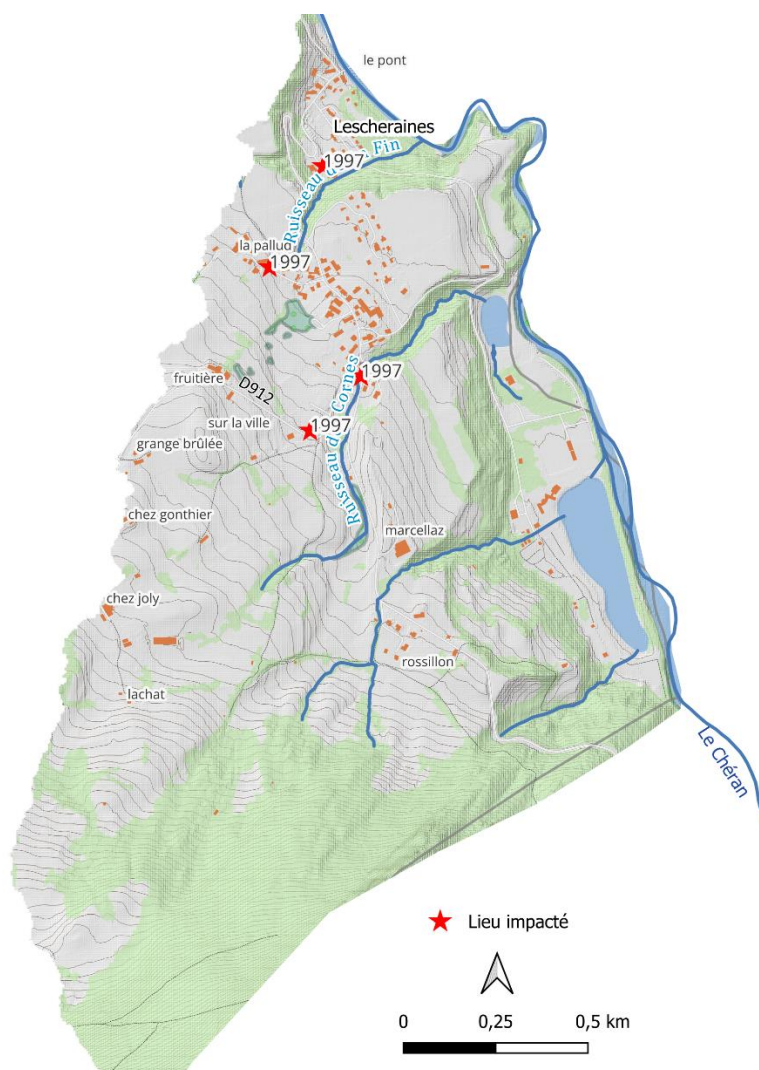 le pont
Lescheraines
1997
Ruisseau Fin
la pallud
1997
1997
fruitière
D912
sur la ville
1997
Ruisseau Cornes
grange brûlée
chez gonthier
marcellaz
chez joly
rossillon
lachat
Le Chéran
Lieu impacté
0 0,25 0,5 km